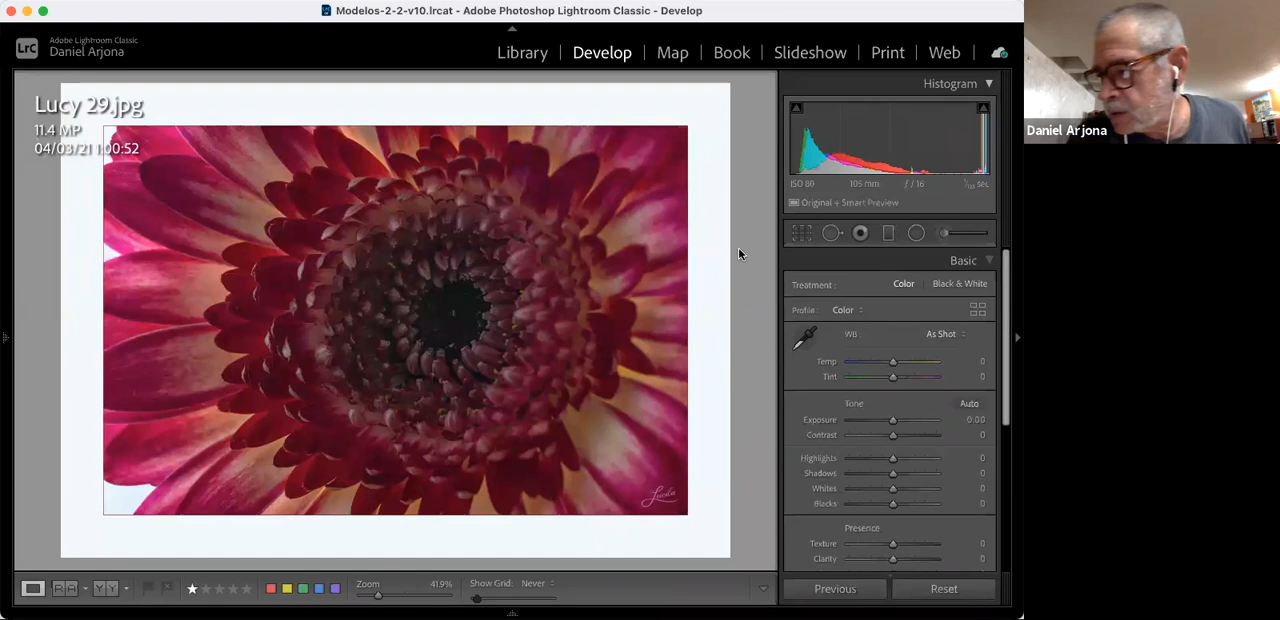 Modelos-2-2-v10.lrcat - Adobe Photoshop Lightroom Classic - Develop
LrC
Adobe Lightroom Classic
Daniel Arjona
Library | Develop | Map | Book | Slideshow | Print | Web
Lucy 29.jpg
11.4 MP
04/03/21 1:00:52
Lucila
Histogram
ISO 80 105 mm f / 16 sec
Original + Smart Preview
Basic
Treatment : Color | Black & White
Profile : Color
WB: As Shot
Temp 0
Tint 0
Tone Auto
Exposure 0.00
Contrast 0
Highlights 0
Shadows 0
Whites 0
Blacks 0
Presence
Texture 0
Clarity 0
R A Y Y
Zoom 41.9% Show Grid: Never
Previous Reset
Daniel Arjona